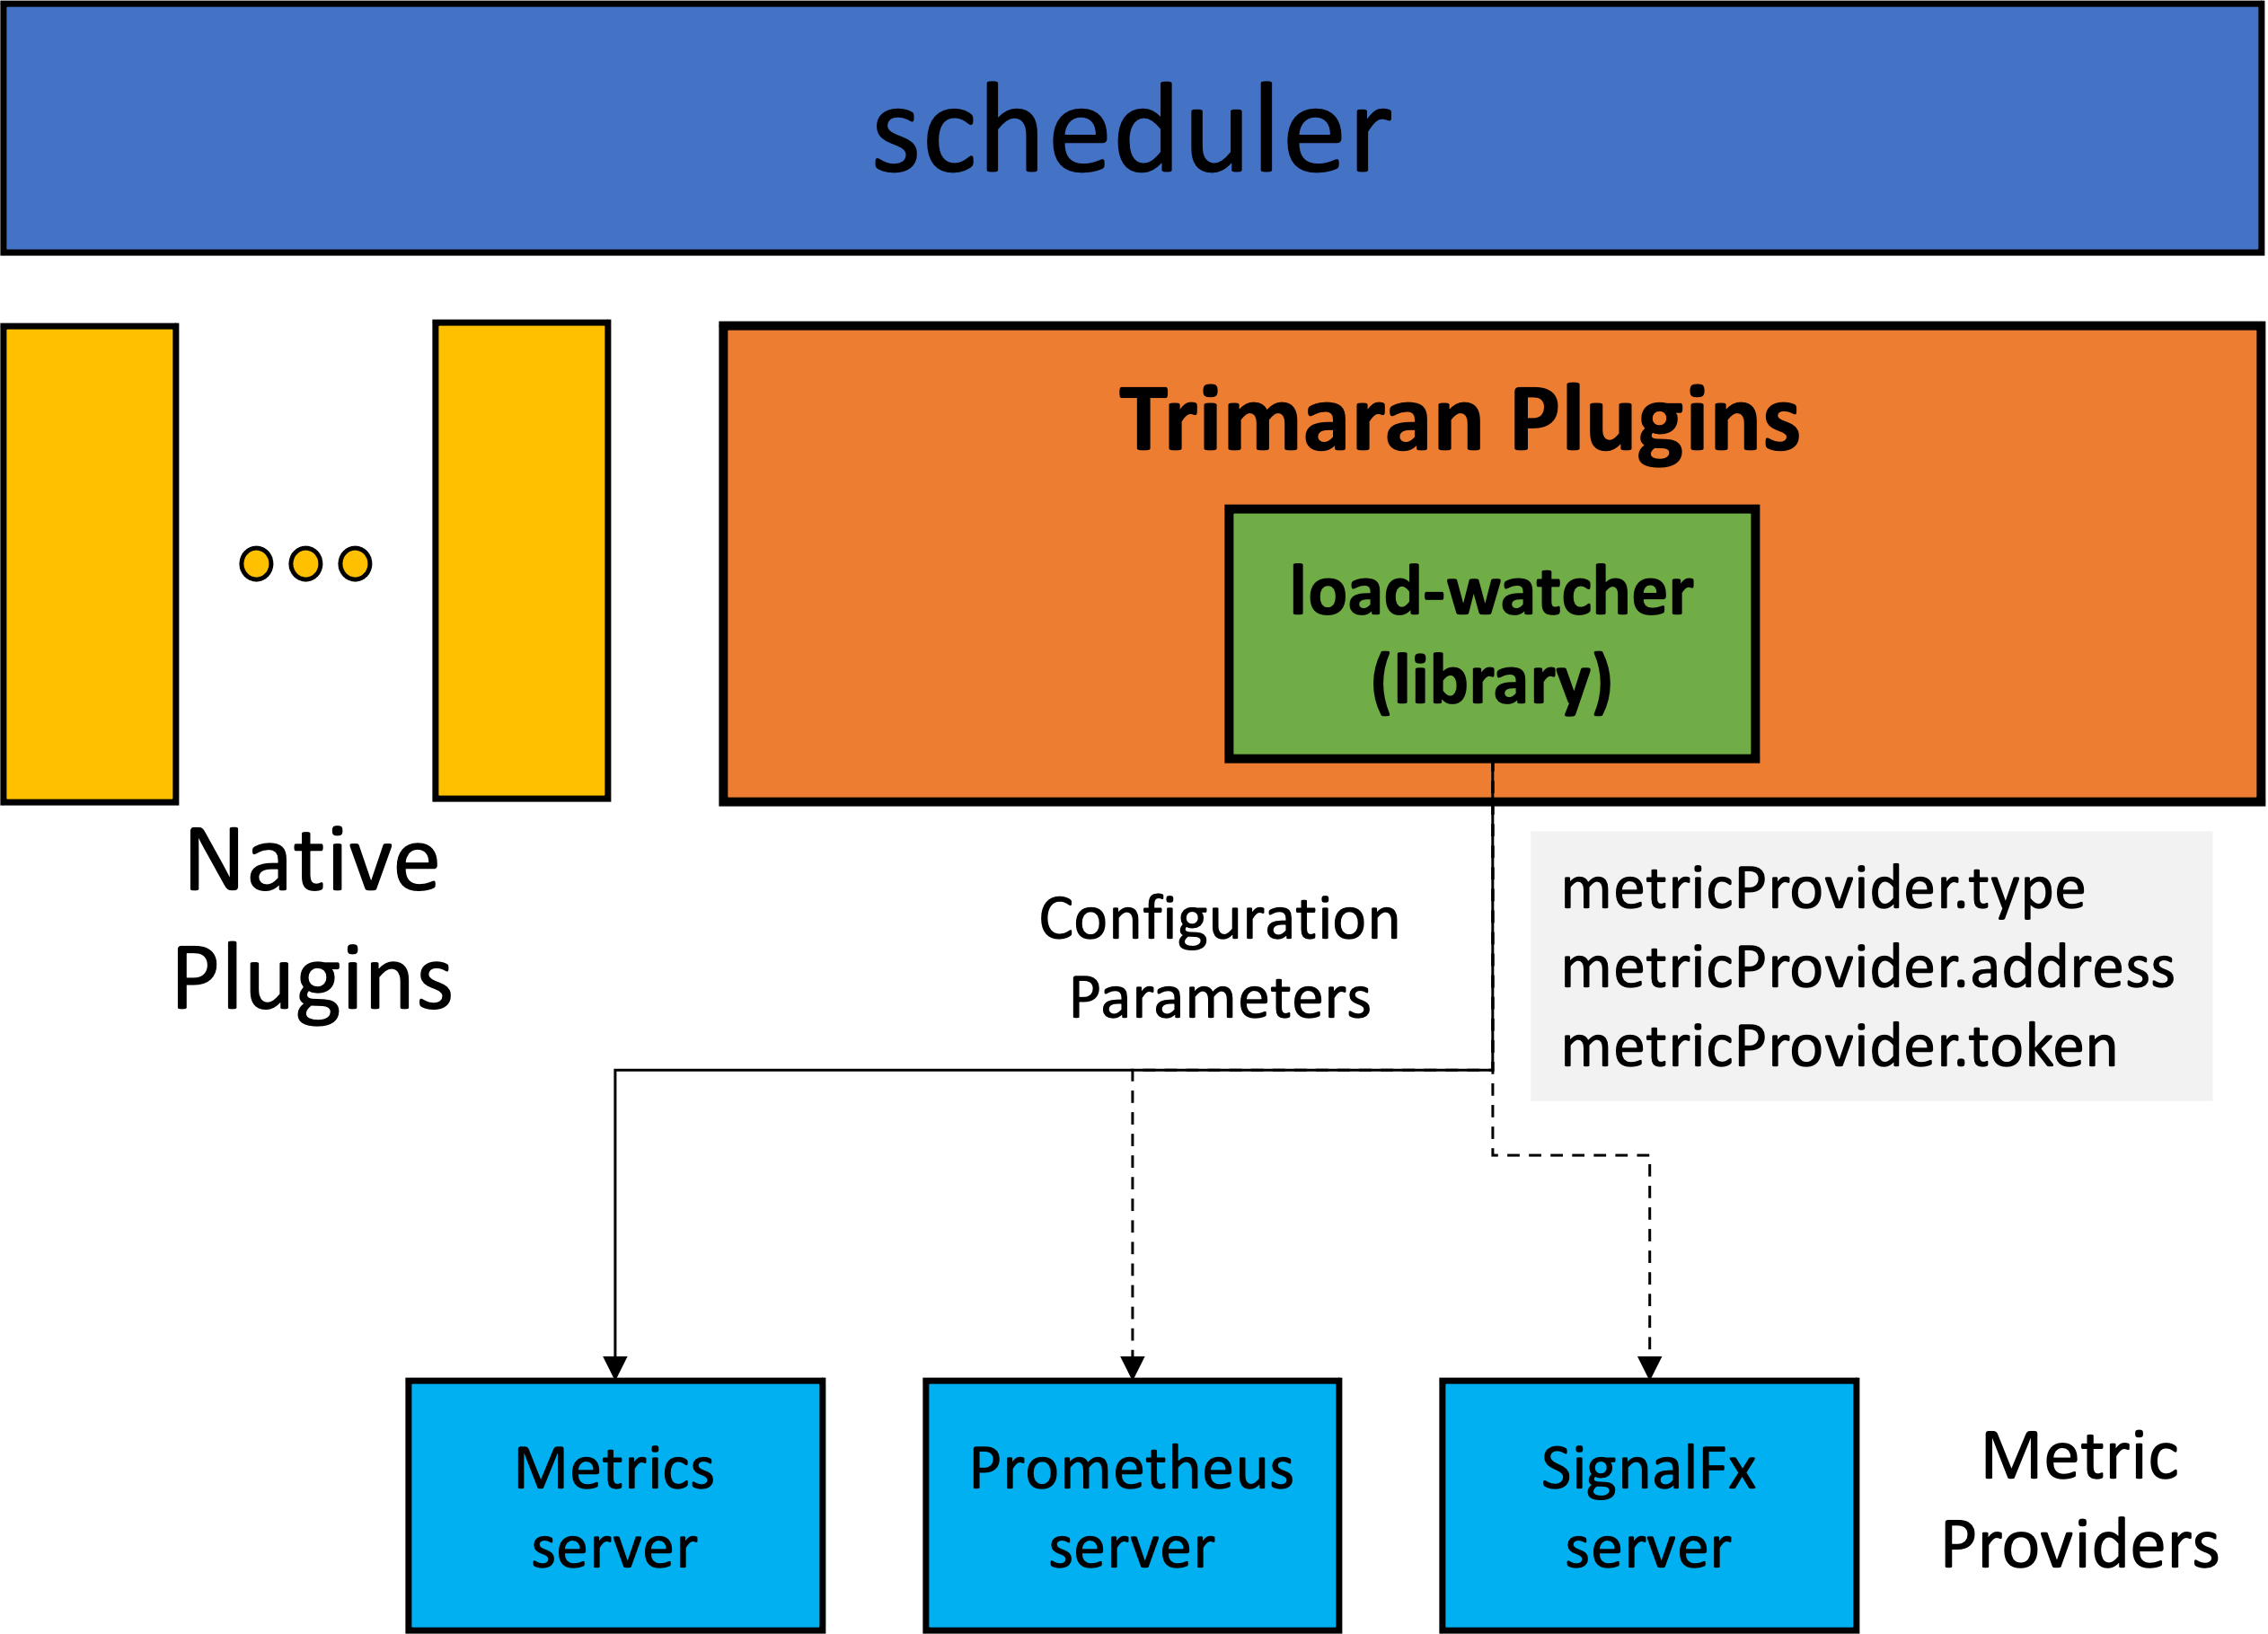 scheduler
Trimaran Plugins
load-watcher
(library)
Native
Plugins
Configuration
Parameters
metricProvider.type
metricProvider.address
metricProvider.token
Metrics
server
Prometheus
server
SignalFx
server
Metric
Providers